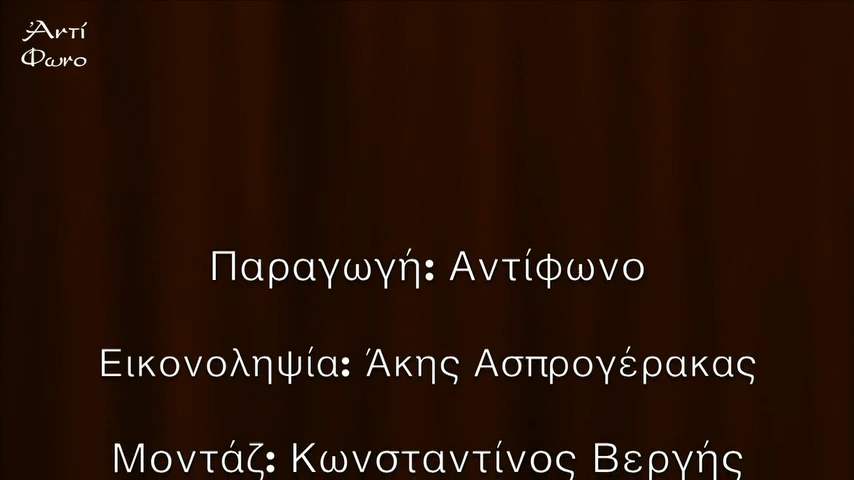 Ἀντί
Φωνο
Παραγωγή: Αντίφωνο
Εικονοληψία: Άκης Ασπρογέρακας
Μοντάζ: Κωνσταντίνος Βεργής